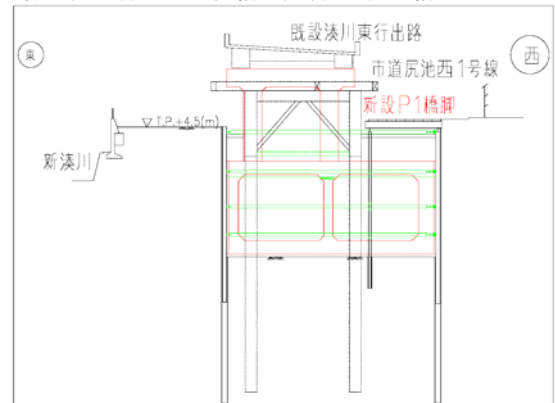 既設湊川東行出路
東
西
市道尻池西1号線
新設P1橋脚
T.P.+4.5(m)
新湊川